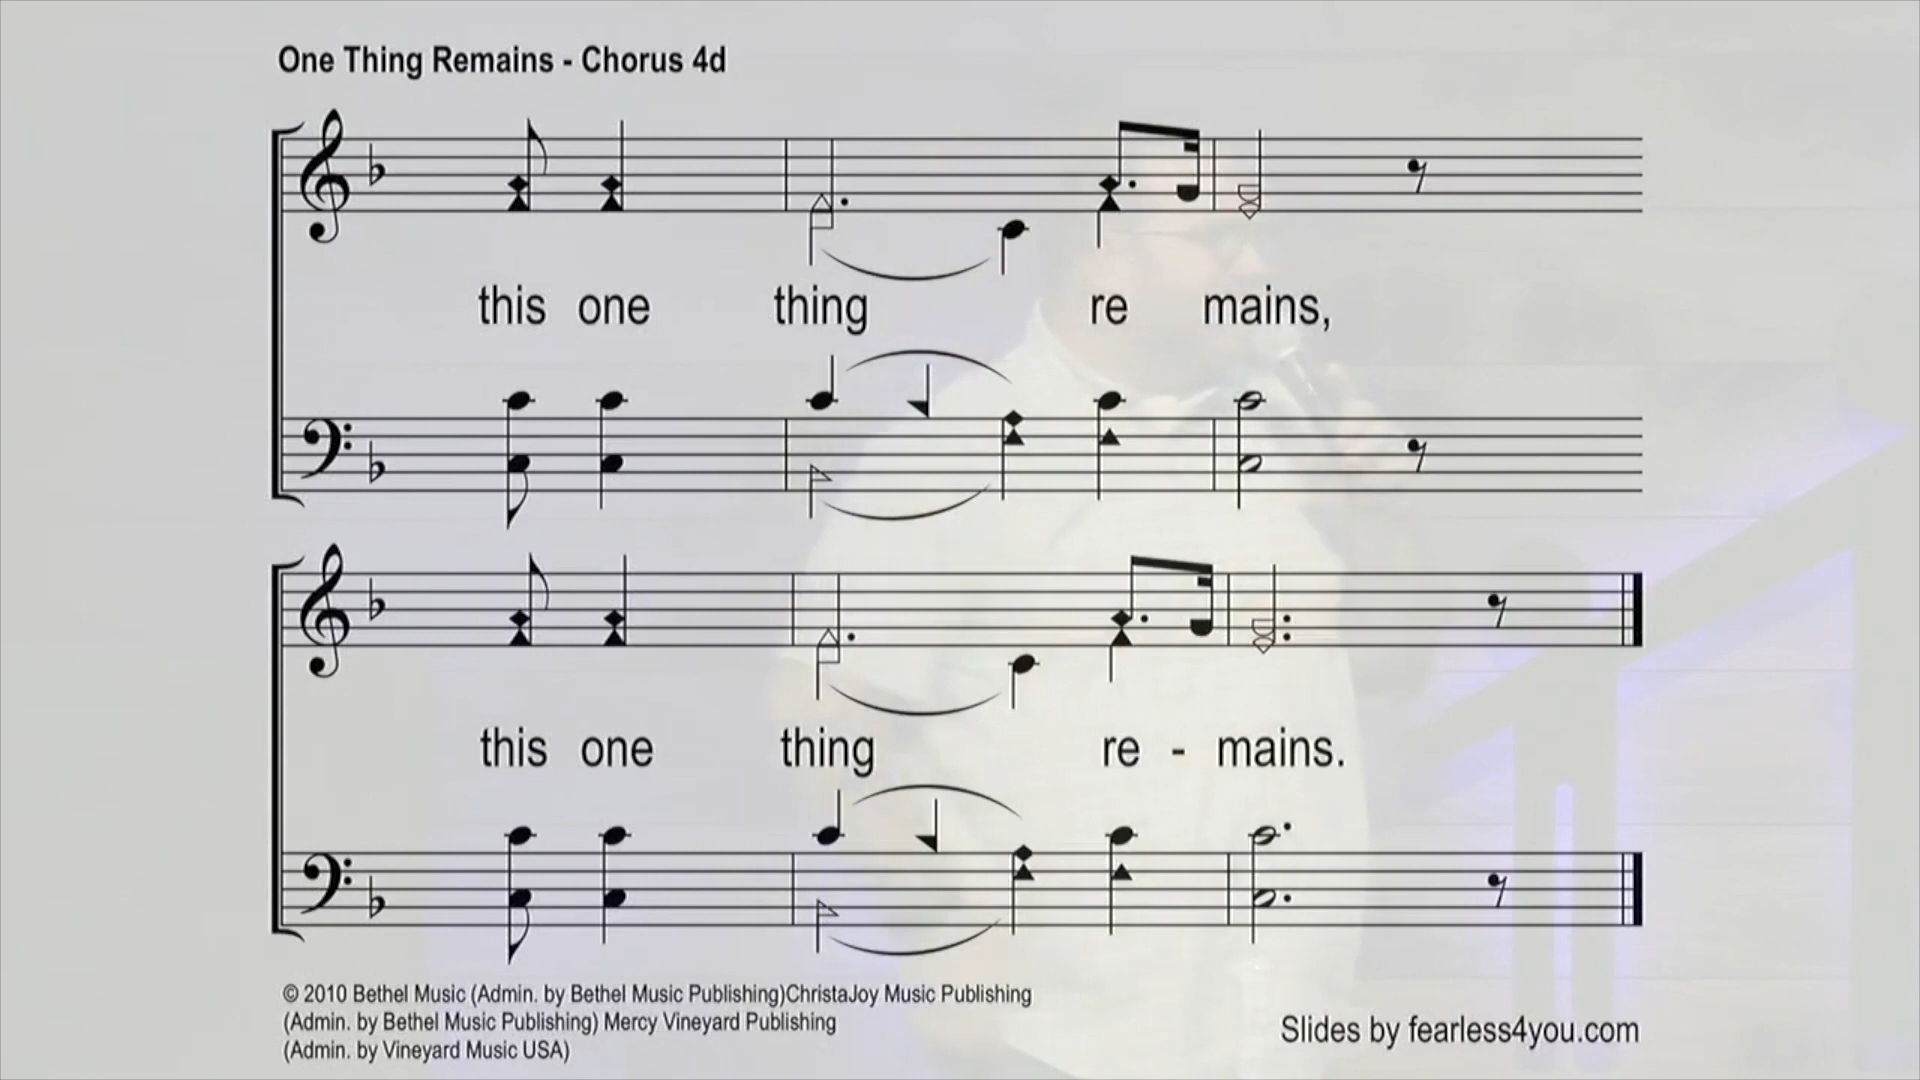 One Thing Remains - Chorus 4d
this one thing re mains,
this one thing re - mains.
© 2010 Bethel Music (Admin. by Bethel Music Publishing)ChristaJoy Music Publishing
(Admin. by Bethel Music Publishing) Mercy Vineyard Publishing
(Admin. by Vineyard Music USA)
Slides by fearless4you.com